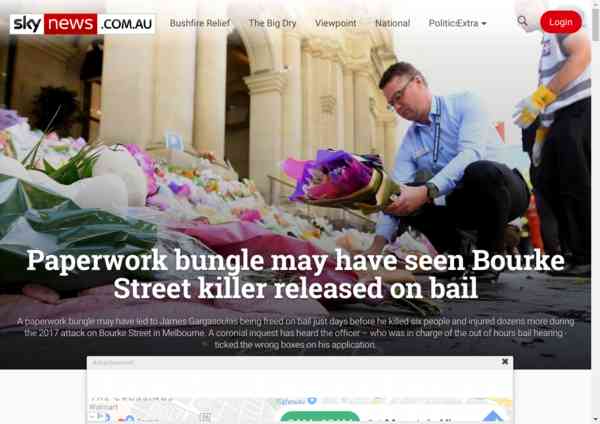 sky news .COM.AU
Bushfire Relief
The Big Dry
Viewpoint
National
Politics
Extra
Login
Paperwork bungle may have seen Bourke
Street killer released on bail
A paperwork bungle may have led to James Gargasoulas being freed on bail just days before he killed six people and injured dozens more during
the 2017 attack on Bourke Street in Melbourne. A coronial inquest has heard the officer – who was in charge of the out of hours bail hearing -
ticked the wrong boxes on his application.
Advertisement
Walmart